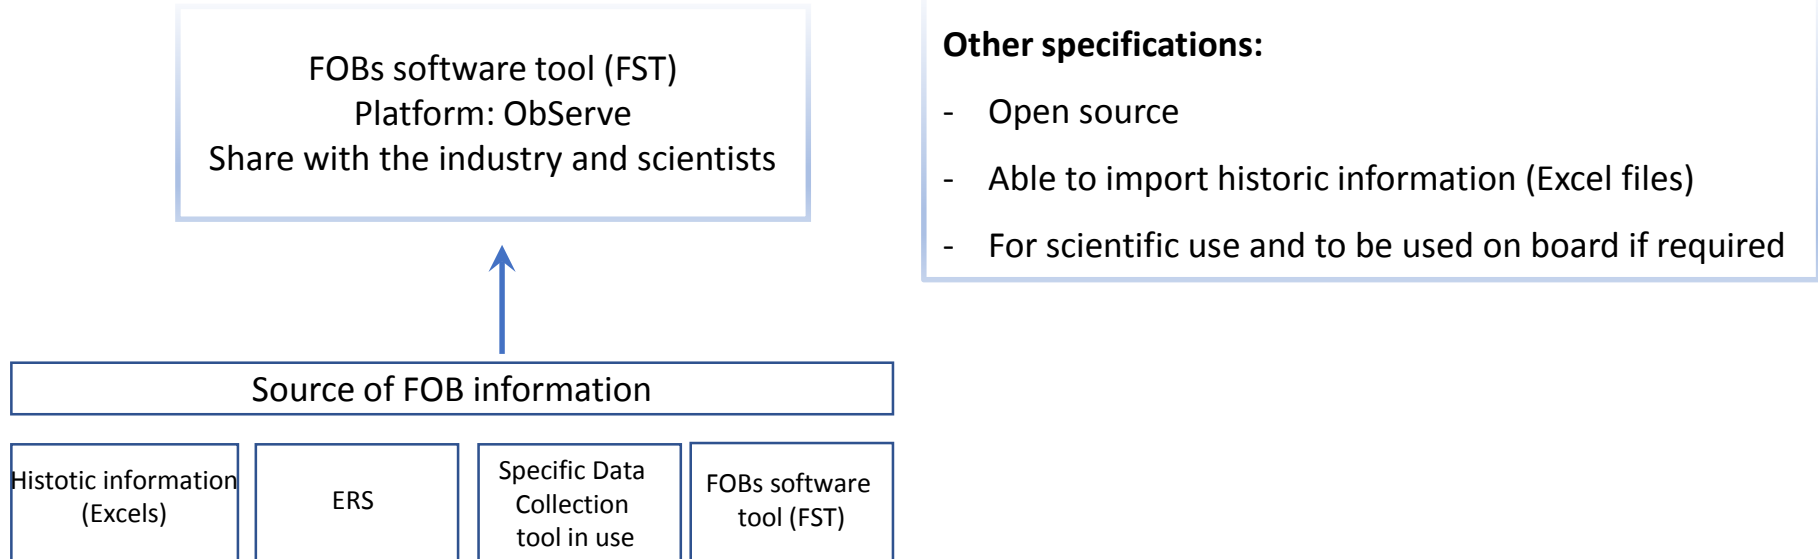 FOBs software tool (FST)
Platform: ObServe
Share with the industry and scientists
Other specifications:
- Open source
- Able to import historic information (Excel files)
- For scientific use and to be used on board if required
Source of FOB information
Histotic information
(Excels)
ERS
Specific Data
Collection
tool in use
FOBs software
tool (FST)